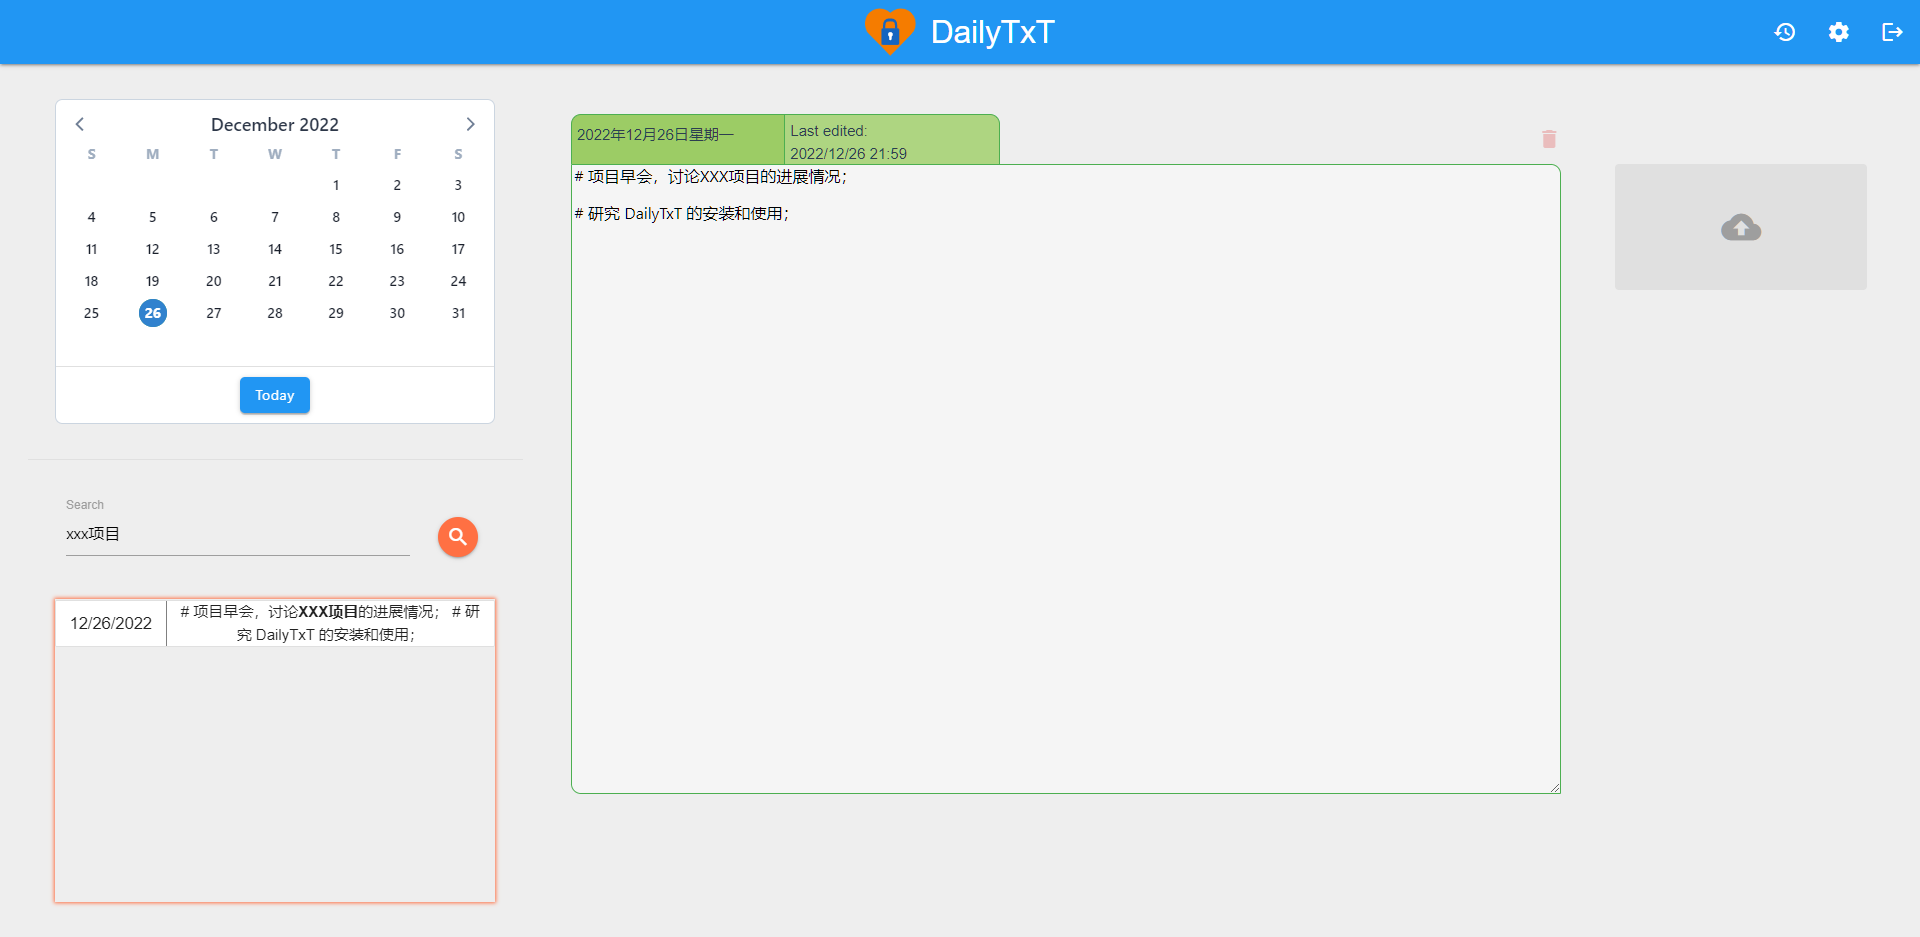 DailyTxT
December 2022
S M T W T F S
1 2 3
4 5 6 7 8 9 10
11 12 13 14 15 16 17
18 19 20 21 22 23 24
25 26 27 28 29 30 31
Today
Search
xxx项目
12/26/2022
# 项目早会，讨论XXX项目的进展情况； # 研
究 DailyTxT 的安装和使用；
2022年12月26日星期一
Last edited:
2022/12/26 21:59
# 项目早会，讨论XXX项目的进展情况；
# 研究 DailyTxT 的安装和使用；